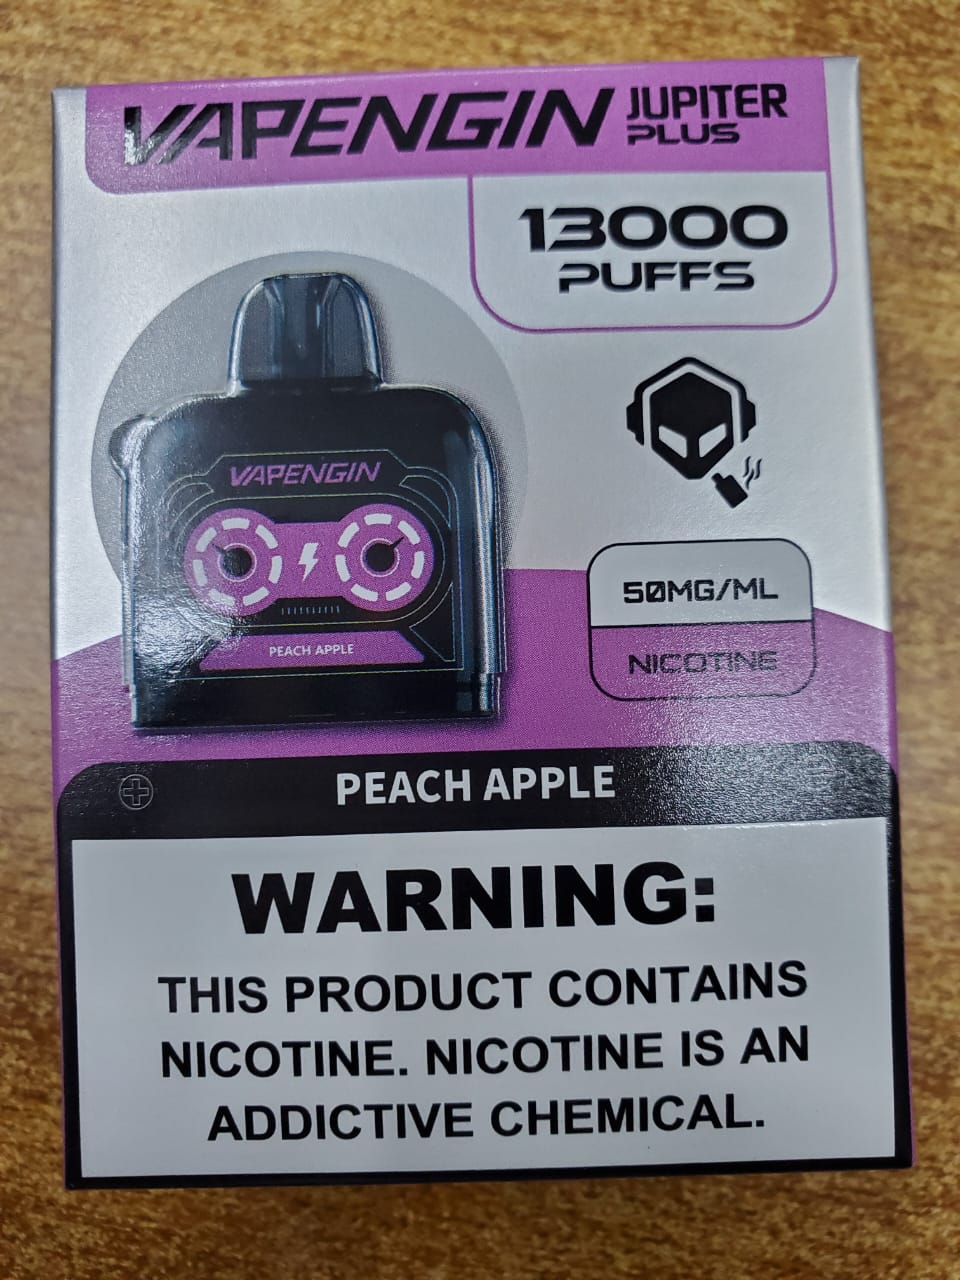 VAPENGIN JUPITER
PLUS
13000
PUFFS
VAPENGIN
PEACH APPLE
50MG/ML
NICOTINE
PEACH APPLE
WARNING:
THIS PRODUCT CONTAINS
NICOTINE. NICOTINE IS AN
ADDICTIVE CHEMICAL.